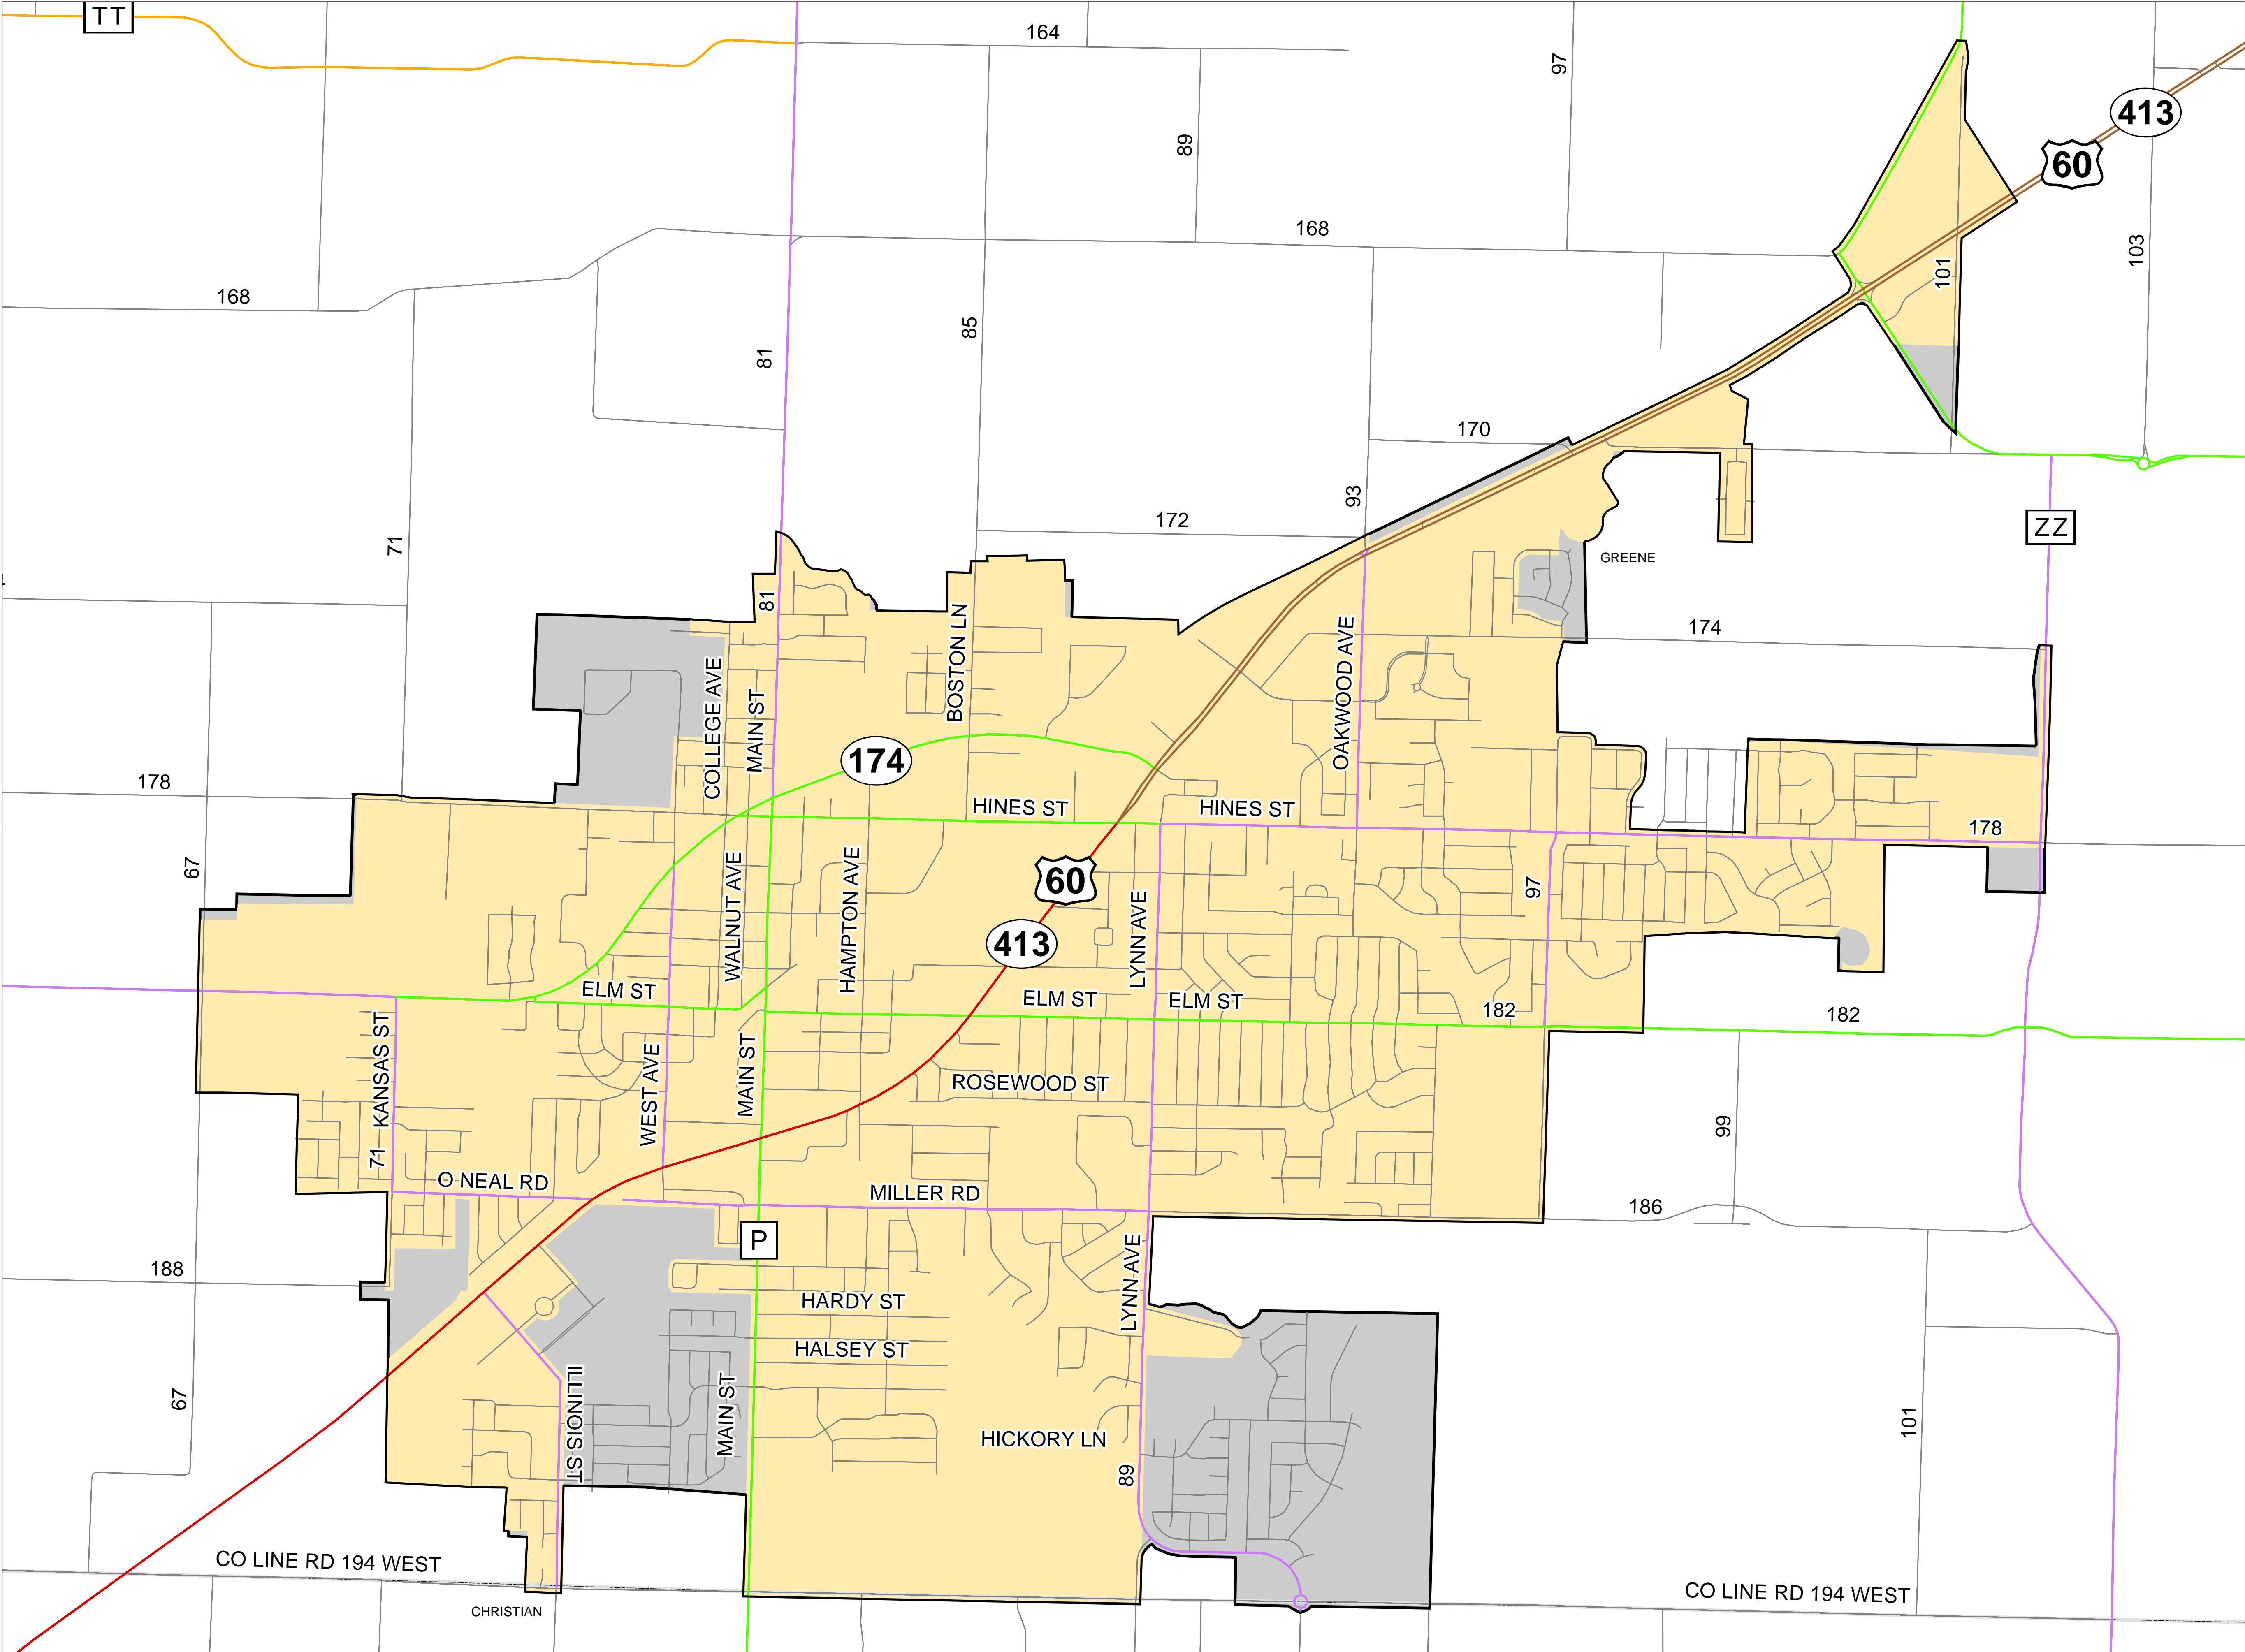 TT
164
97
413
60
89
168
103
101
168
85
81
170
93
172
71
ZZ
GREENE
81
174
BOSTON LN
OAKWOOD AVE
COLLEGE AVE
MAIN ST
174
178
HINES ST
HINES ST
178
67
WALNUT AVE
HAMPTON AVE
60
97
LYNN AVE
413
ELM ST
ELM ST
ELM ST
182
182
KANSAS ST
WEST AVE
MAIN ST
ROSEWOOD ST
99
71
O NEAL RD
MILLER RD
186
P
188
LYNN AVE
HARDY ST
HALSEY ST
67
ILLINOIS ST
MAIN ST
101
HICKORY LN
89
CO LINE RD 194 WEST
CO LINE RD 194 WEST
CHRISTIAN